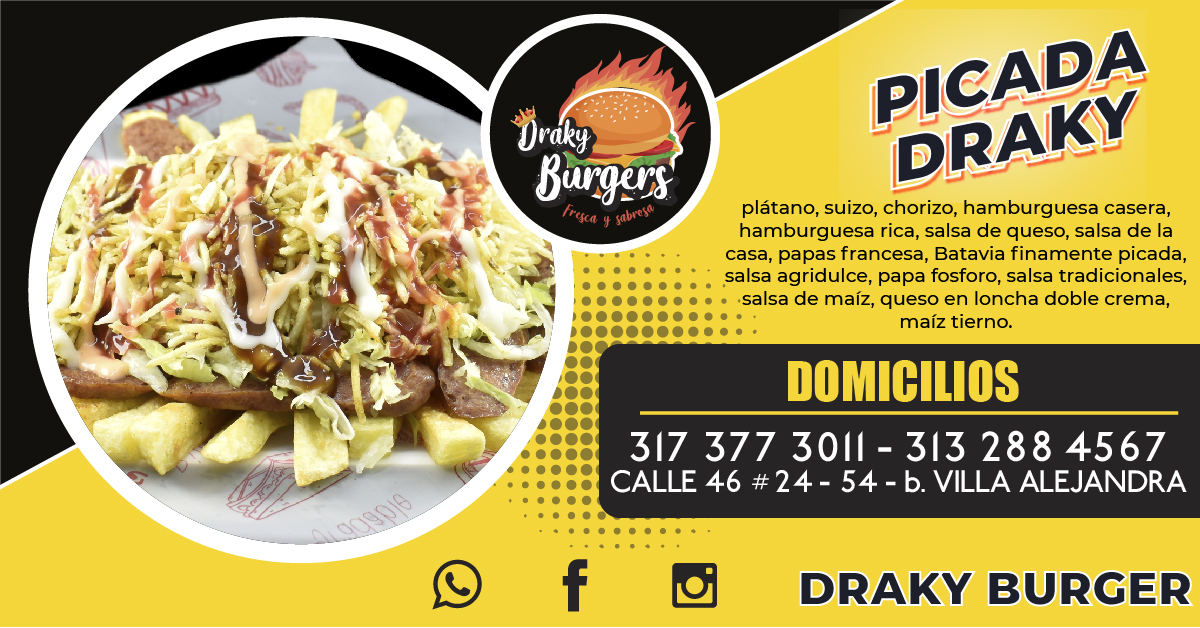 Draky
Burgers
Fresca y sabrosa
PICADA
DRAKY
plátano, suizo, chorizo, hamburguesa casera,
hamburguesa rica, salsa de queso, salsa de la
casa, papas francesa, Batavia finamente picada,
salsa agridulce, papa fosforo, salsa tradicionales,
salsa de maíz, queso en loncha doble crema,
maíz tierno.
DOMICILIOS
317 377 3011 - 313 288 4567
CALLE 46 # 24 - 54 - b. VILLA ALEJANDRA
DRAKY BURGER